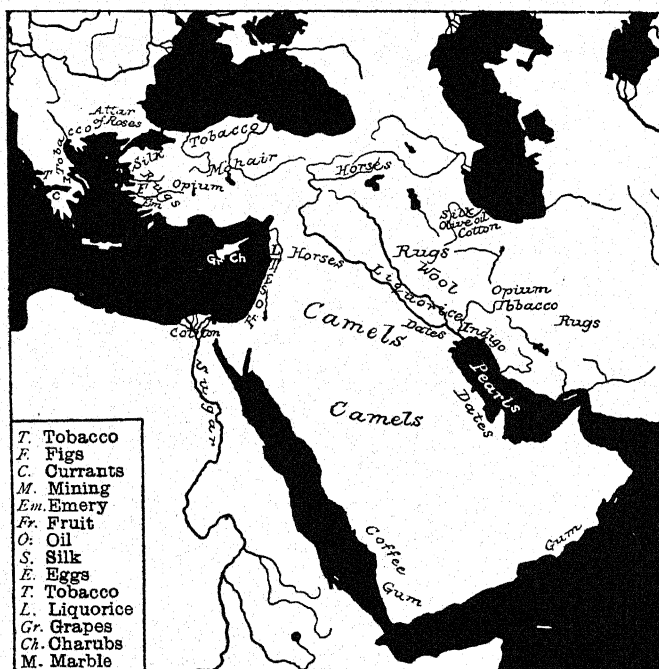 Attar
of Roses
Tobacco
T
C
Silk
Rugs
F
Em
Opium
Tobacco
Mohair
Horses
Silk
Olive oil
Cotton
Gr. Ch
L
E
S
O
Fr.
Horses
Rugs
Wool
Liquorice
Opium
Tobacco
Rugs
Camels
Dates
Indigo
Cotton
Sugar
Pearls
Dates
Camels
Coffee
Gum
Gum
T. Tobacco
F. Figs
C. Currants
M. Mining
Em. Emery
Fr. Fruit
O: Oil
S. Silk
E. Eggs
T. Tobacco
L. Liquorice
Gr. Grapes
Ch. Charubs
M. Marble